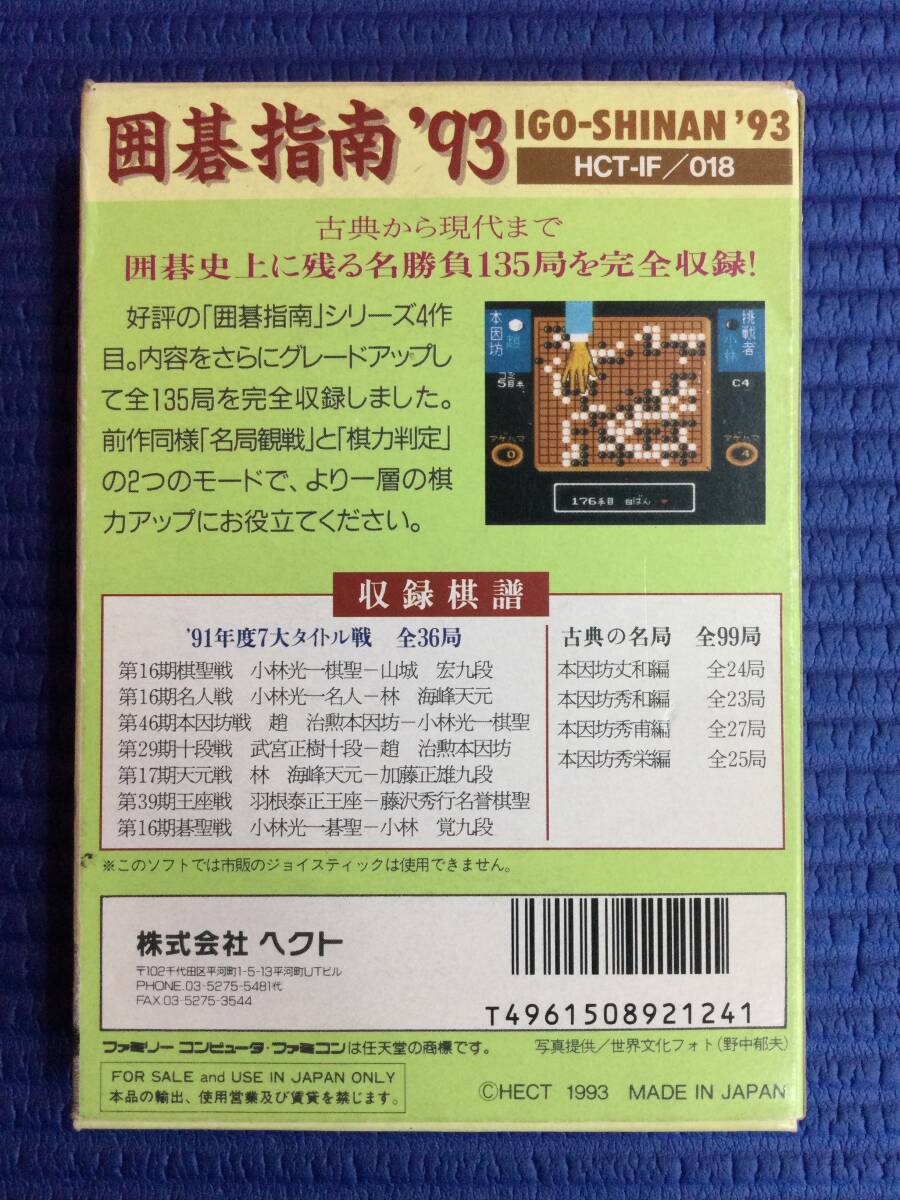 囲碁指南'93
IGO-SHINAN '93
HCT-IF/018
古典から現代まで
囲碁史上に残る名勝負135局を完全収録!
好評の「囲碁指南」シリーズ4作
目。内容をさらにグレードアップし
て全135局を完全収録しました。
前作同様「名局観戦」と「棋力判定」
の2つのモードで、より一層の棋
力アップにお役立てください。
本因坊
趙
挑戦者
小林
コミ
5目半
C4
アゲハマ
0
アゲハマ
4
176手目 白ばん
収録棋譜
'91年度7大タイトル戦 全36局
第16期棋聖戦 小林光一棋聖−山城 宏九段
第16期名人戦 小林光一名人−林 海峰天元
第46期本因坊戦 趙 治勲本因坊−小林光一棋聖
第29期十段戦 武宮正樹十段−趙 治勲本因坊
第17期天元戦 林 海峰天元−加藤正雄九段
第39期王座戦 羽根泰正王座−藤沢秀行名誉棋聖
第16期碁聖戦 小林光一碁聖−小林 覚九段
古典の名局 全99局
本因坊丈和編 全24局
本因坊秀和編 全23局
本因坊秀甫編 全27局
本因坊秀栄編 全25局
※このソフトでは市販のジョイスティックは使用できません。
株式会社 ヘクト
〒102千代田区平河町1-5-13平河町UTビル
PHONE.03-5275-5481代
FAX.03-5275-3544
T4961508921241
ファミリー コンピュータ・ファミコンは任天堂の商標です。
写真提供/世界文化フォト(野中郁夫)
FOR SALE and USE IN JAPAN ONLY
本品の輸出、使用営業及び賃貸を禁じます。
©HECT 1993 MADE IN JAPAN